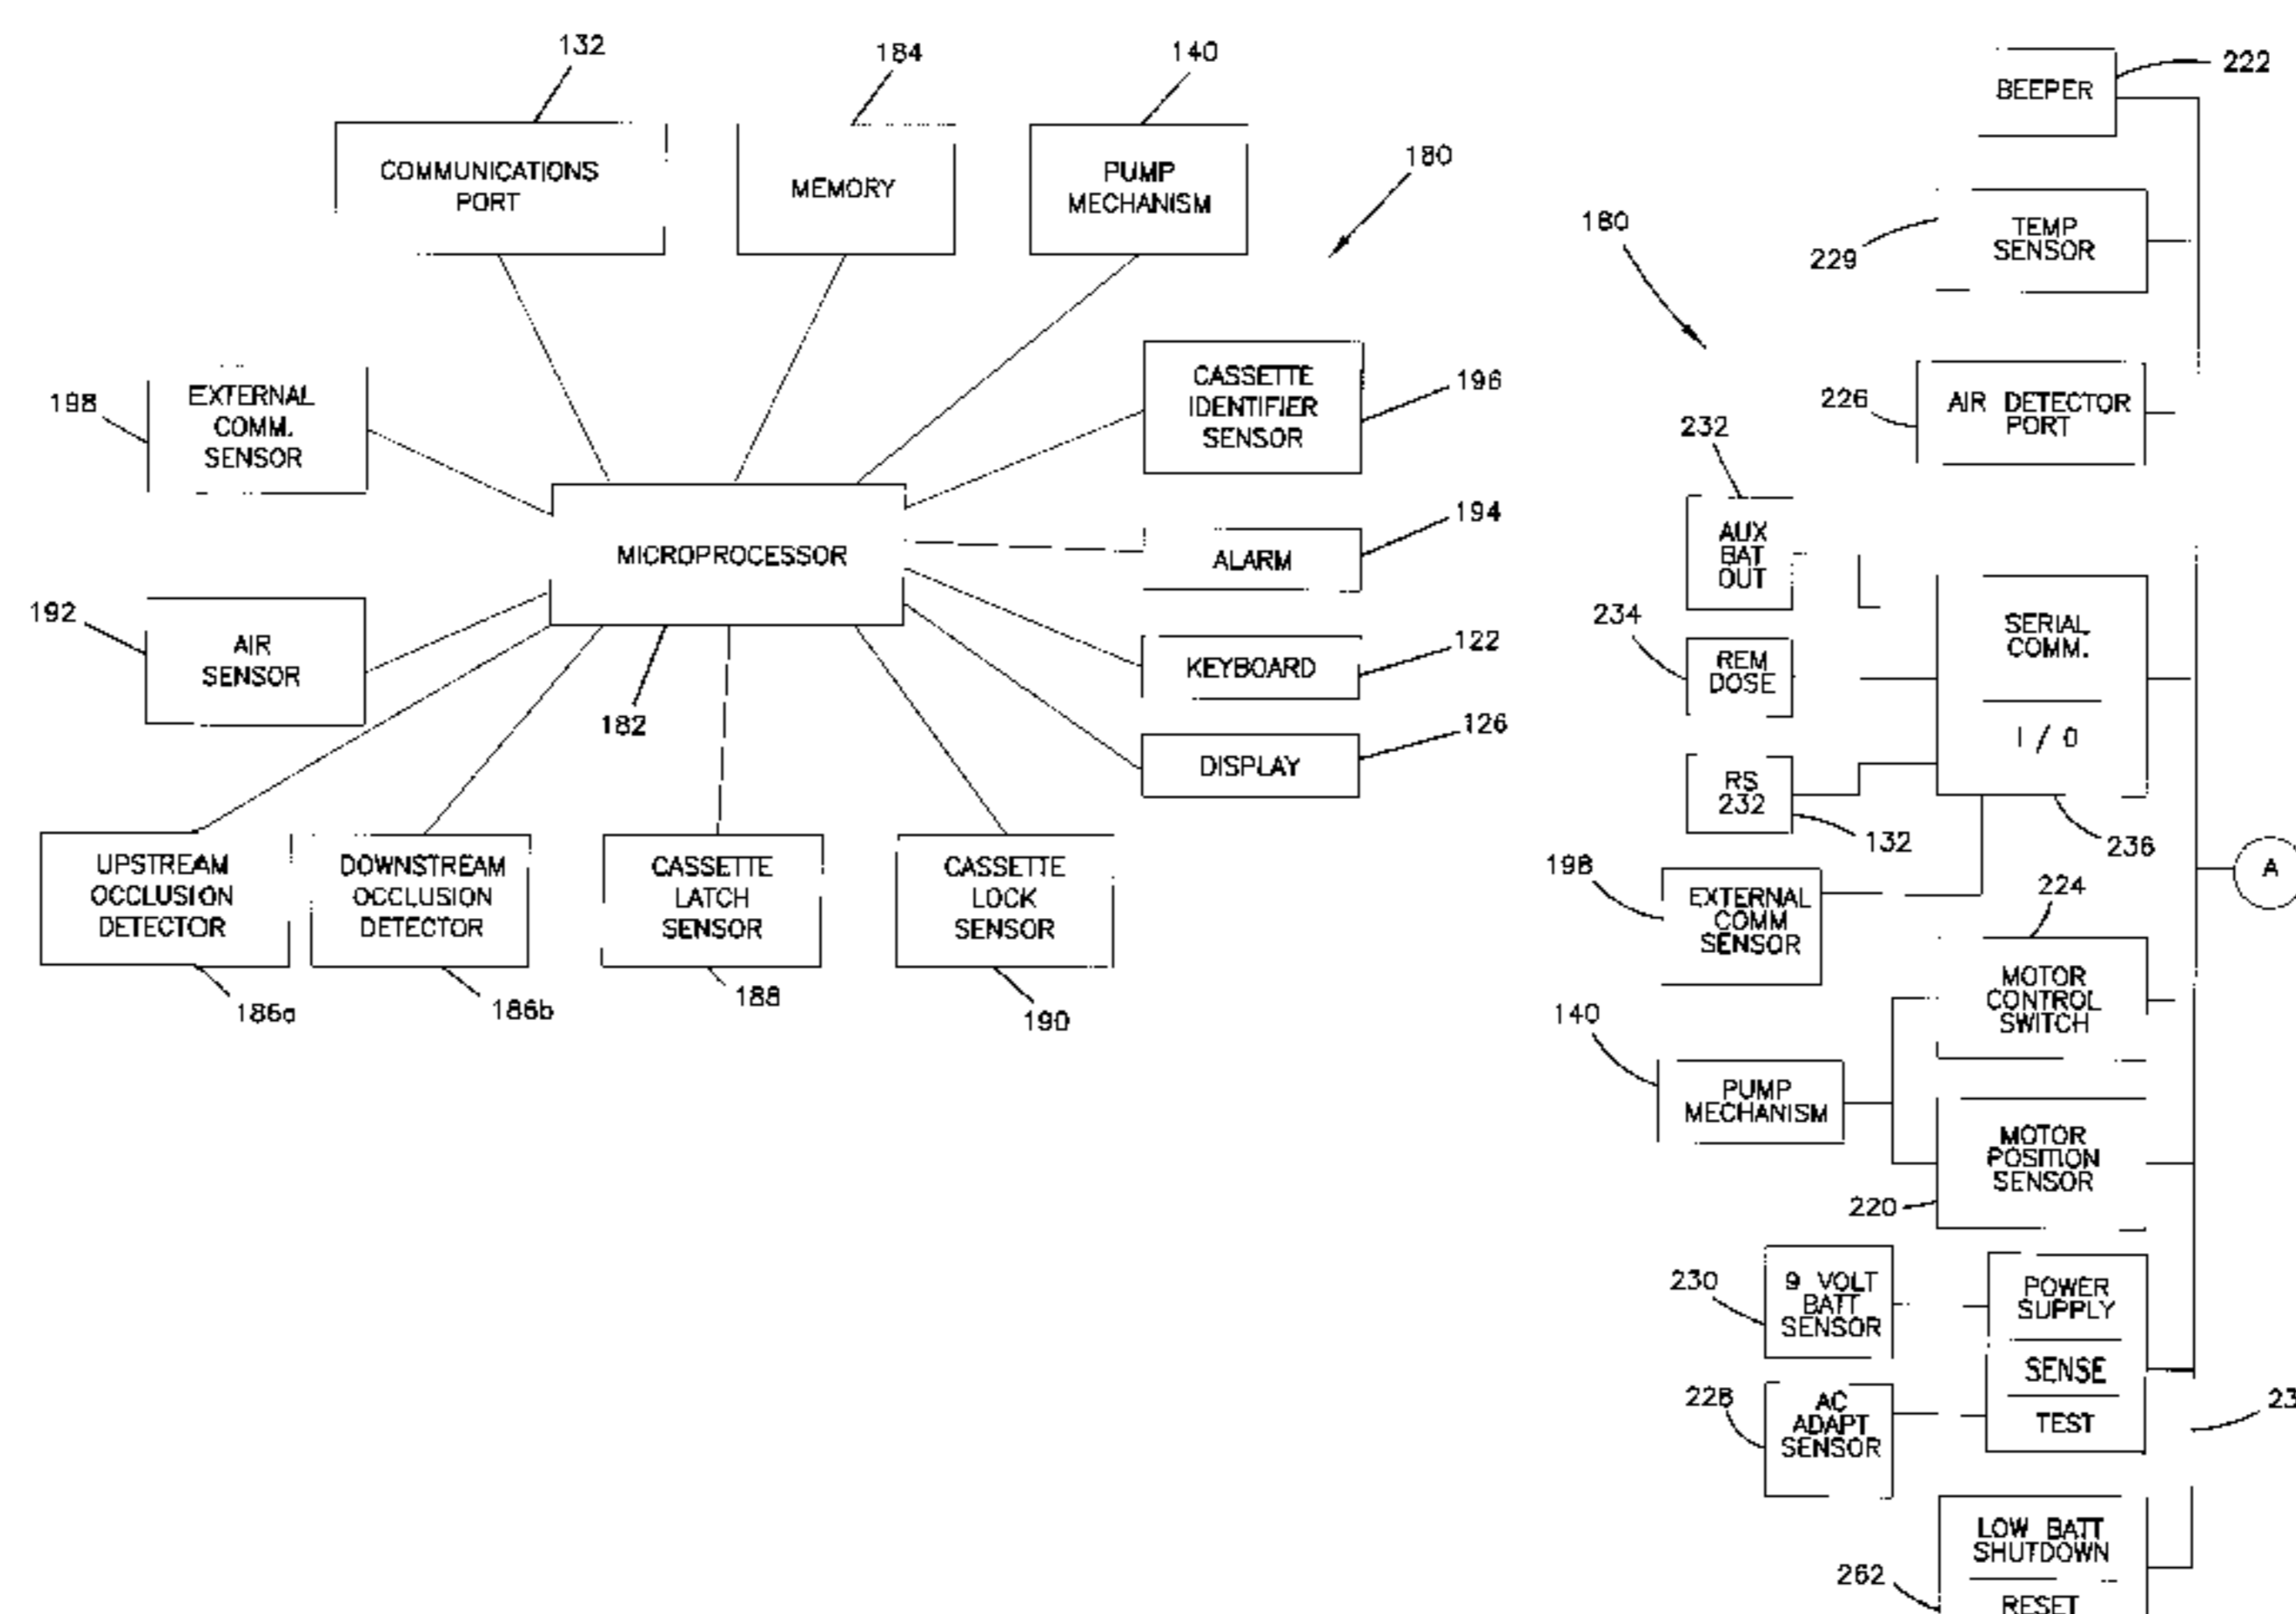 132
184
140
COMMUNICATIONS
PORT
MEMORY
PUMP
MECHANISM
180
198
EXTERNAL
COMM.
SENSOR
CASSETTE
IDENTIFIER
SENSOR
196
MICROPROCESSOR
ALARM
194
192
AIR
SENSOR
182
KEYBOARD
122
DISPLAY
126
UPSTREAM
OCCLUSION
DETECTOR
186a
DOWNSTREAM
OCCLUSION
DETECTOR
186b
CASSETTE
LATCH
SENSOR
188
CASSETTE
LOCK
SENSOR
190
BEEPER
222
180
TEMP
SENSOR
229
226
AIR DETECTOR
PORT
232
AUX
BAT
OUT
SERIAL
COMM.
I / O
234
REM
DOSE
RS
232
132
236
A
198
EXTERNAL
COMM
SENSOR
224
MOTOR
CONTROL
SWITCH
140
PUMP
MECHANISM
MOTOR
POSITION
SENSOR
220
230
9 VOLT
BATT
SENSOR
POWER
SUPPLY
SENSE
TEST
228
AC
ADAPT
SENSOR
LOW BATT
SHUTDOWN
RESET
262